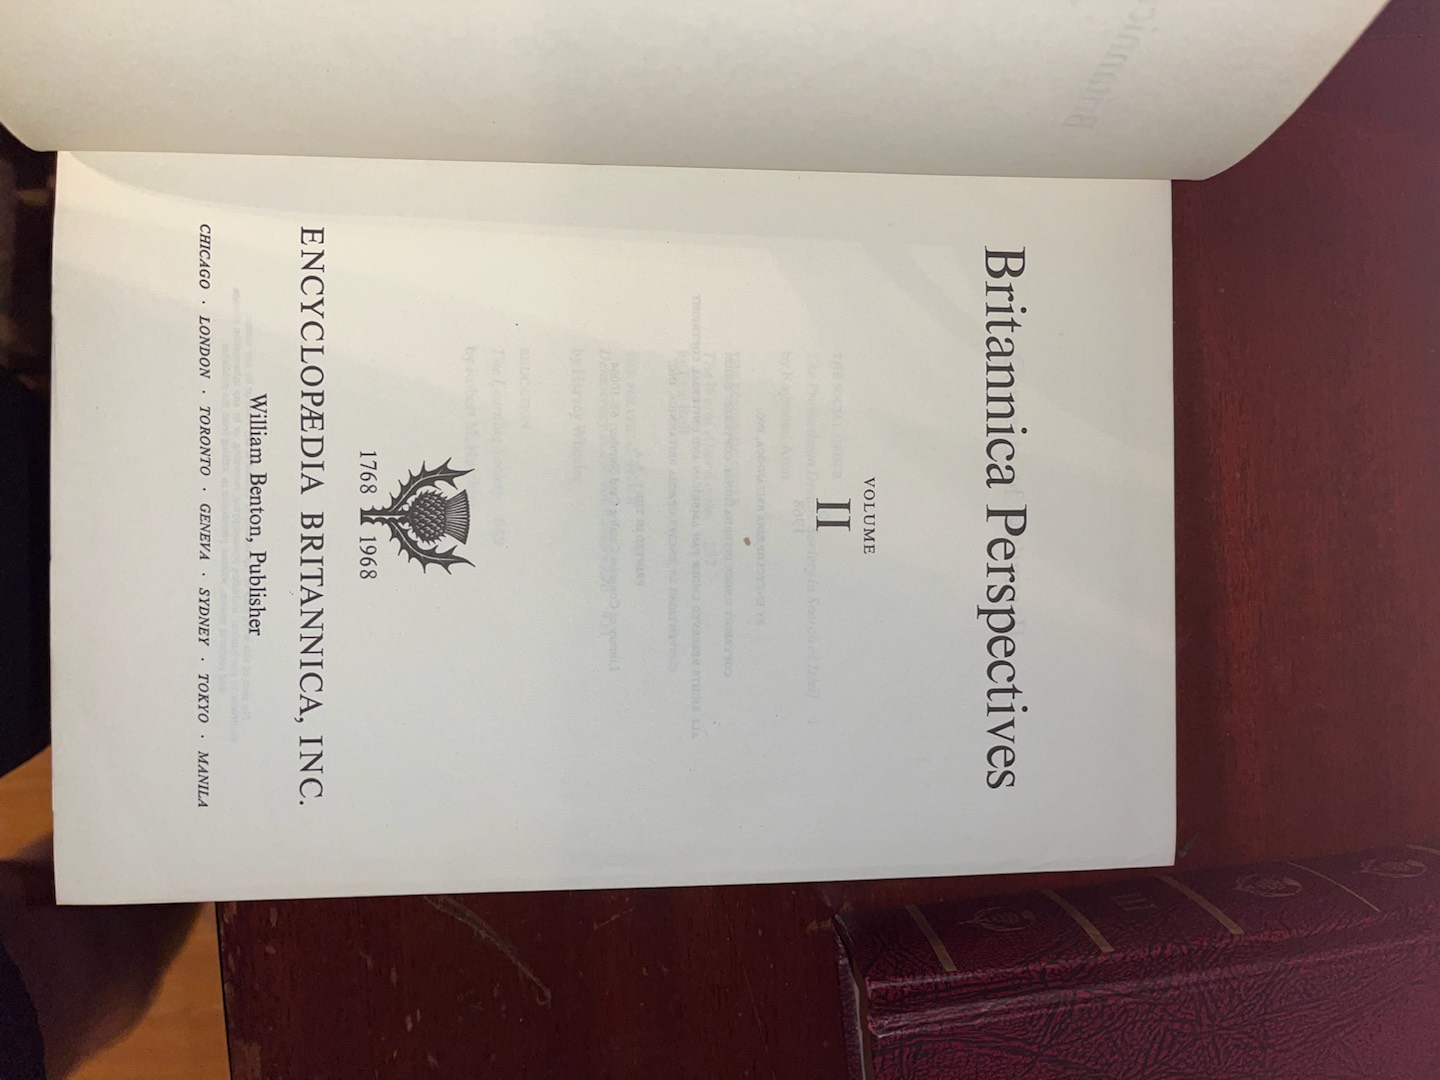 Britannica Perspectives
VOLUME
II
1768 1968
ENCYCLOPÆDIA BRITANNICA, INC.
William Benton, Publisher
CHICAGO · LONDON · TORONTO · GENEVA · SYDNEY · TOKYO · MANILA
III